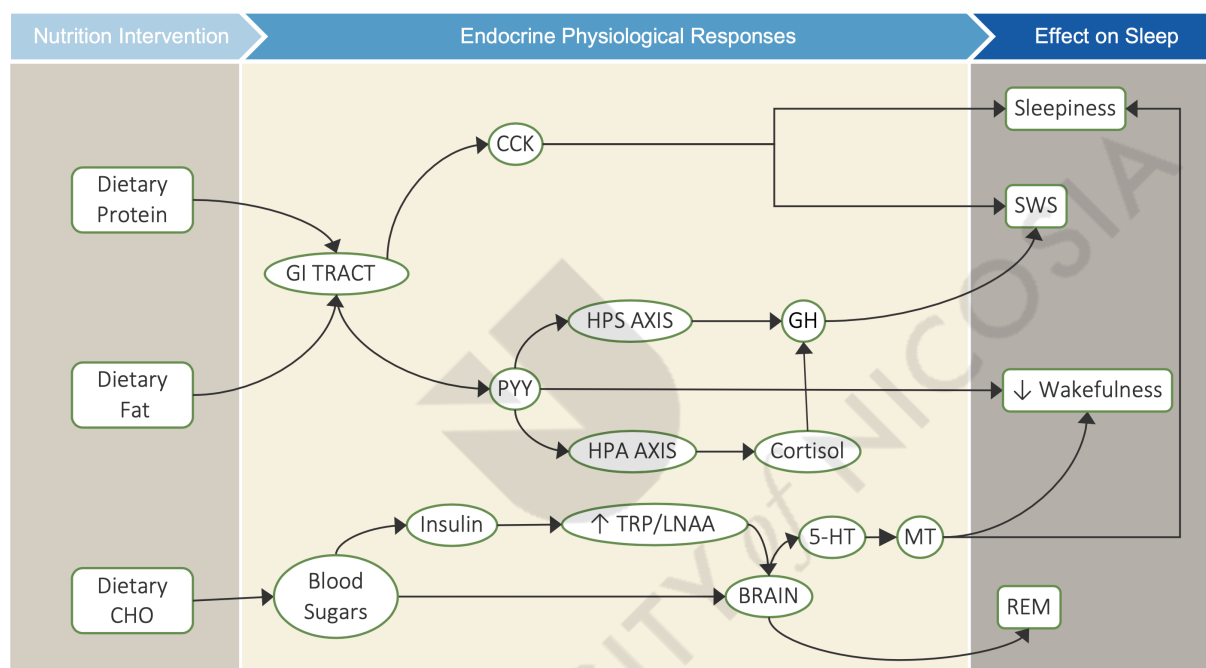 Nutrition Intervention
Endocrine Physiological Responses
Effect on Sleep
Dietary
Protein
Dietary
Fat
Dietary
CHO
GI TRACT
CCK
HPS AXIS
GH
PYY
HPA AXIS
Cortisol
Insulin
↑ TRP/LNAA
5-HT
MT
Blood
Sugars
BRAIN
Sleepiness
SWS
↓ Wakefulness
REM
SITY of NICOSIA